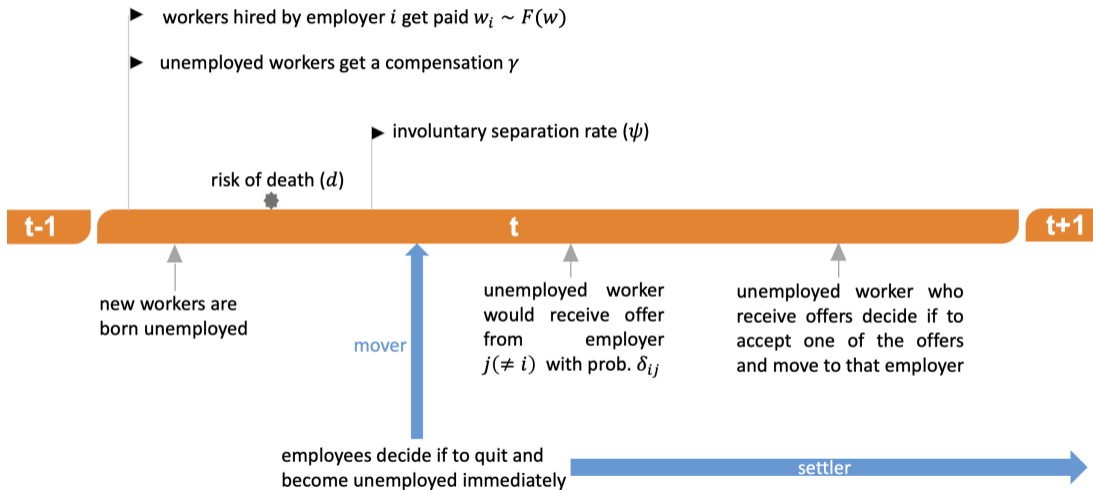 workers hired by employer i get paid wᵢ ~ F(w)
unemployed workers get a compensation γ
involuntary separation rate (ψ)
risk of death (d)
t-1
t
t+1
new workers are
born unemployed
mover
unemployed worker
would receive offer
from employer
j(≠ i) with prob. δᵢⱼ
unemployed worker who
receive offers decide if to
accept one of the offers
and move to that employer
employees decide if to quit and
become unemployed immediately
settler